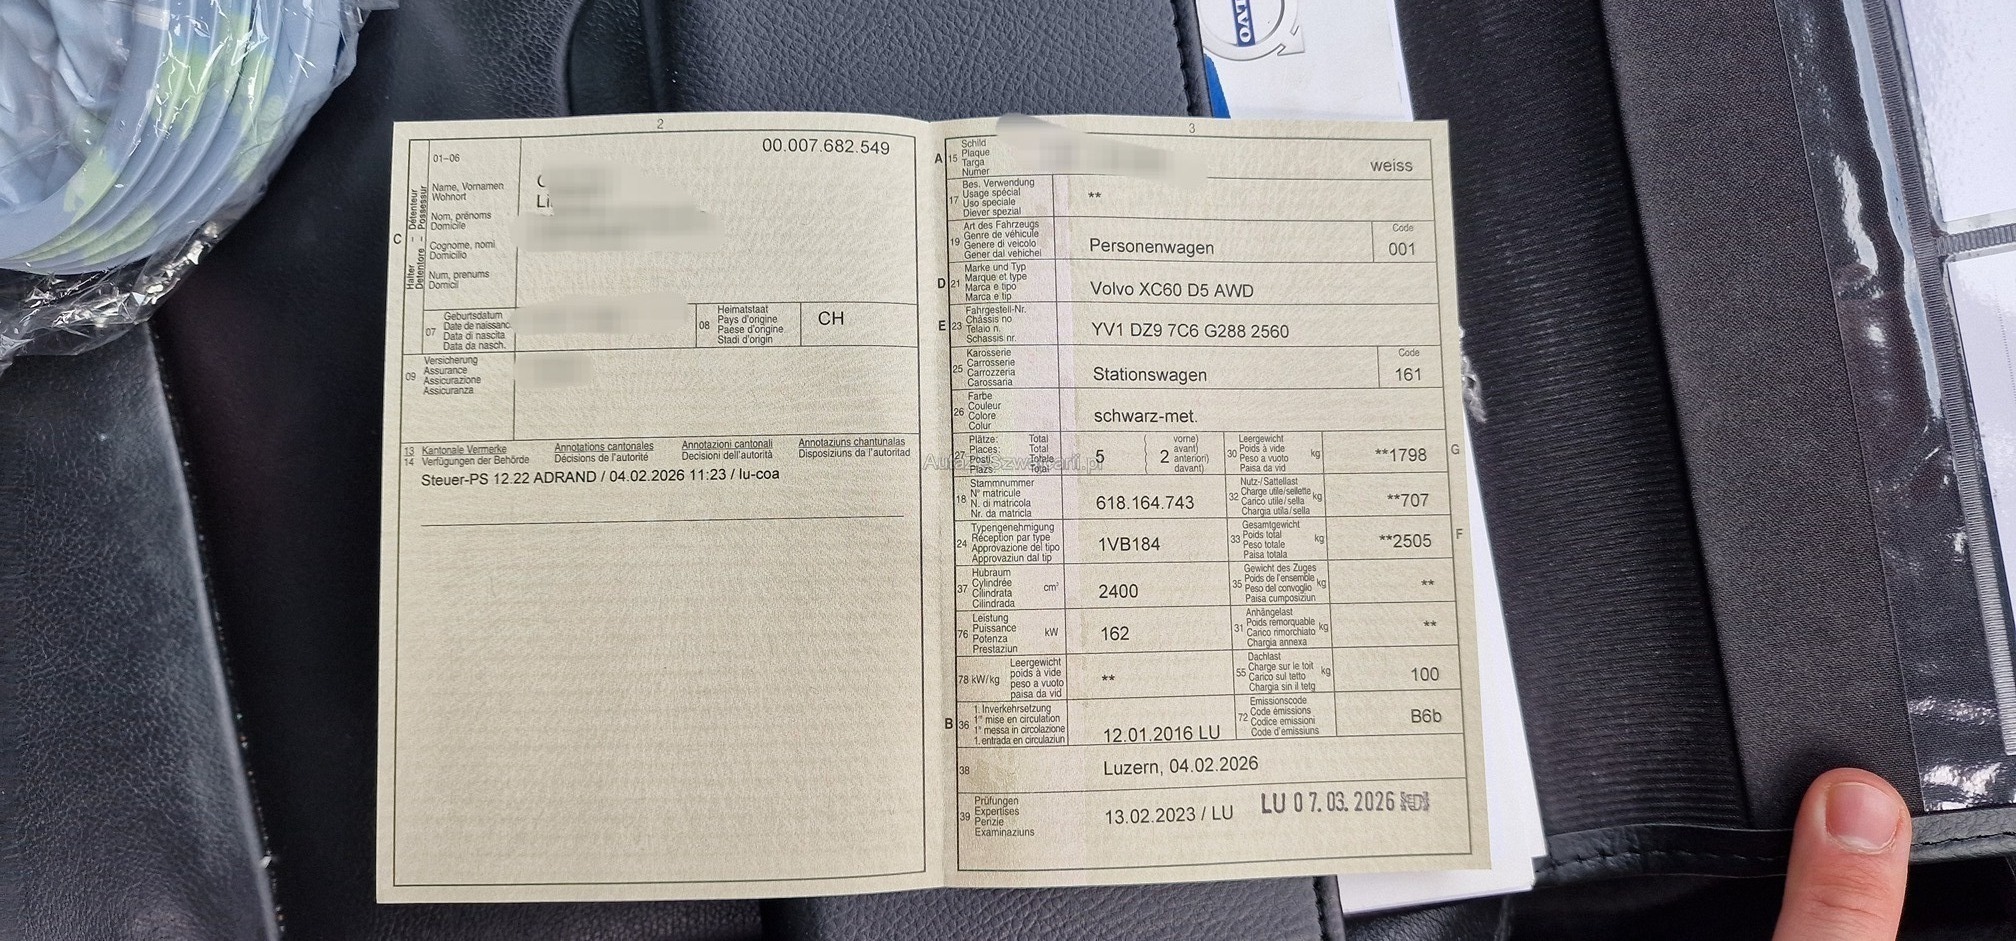 VOLVO
2
00.007.682.549
01-06
Name, Vornamen
Wohnort
Nom, prénoms
Domicile
Cognome, nomi
Domicilio
Num, prenums
Domicil
C
Halter - Détenteur
Detentore - Possessur
Li
07
Geburtsdatum
Date de naissanc.
Data di nascita
Data da nasch.
08
Heimatstaat
Pays d'origine
Paese d'origine
Stadi d'origin
CH
09
Versicherung
Assurance
Assicurazione
Assicuranza
13 Kantonale Vermerke Annotations cantonales Annotazioni cantonali Annotaziuns chantunalas
14 Verfügungen der Behörde Décisions de l'autorité Decisioni dell'autorità Disposiziuns da l'autoritad
Steuer-PS 12.22 ADRAND / 04.02.2026 11:23 / lu-coa
3
A 15
Schild
Plaque
Targa
Numer
weiss
17
Bes. Verwendung
Usage spécial
Uso speciale
Diever spezial
**
19
Art des Fahrzeugs
Genre de véhicule
Genere di veicolo
Gener dal vehichel
Personenwagen
Code
001
D 21
Marke und Typ
Marque et type
Marca e tipo
Marca e tip
Volvo XC60 D5 AWD
E 23
Fahrgestell-Nr.
Châssis no
Telaio n.
Schassis nr.
YV1 DZ9 7C6 G288 2560
25
Karosserie
Carrosserie
Carrozzeria
Carossaria
Stationswagen
Code
161
26
Farbe
Couleur
Colore
Colur
schwarz-met.
27
Plätze: Total
Places: Total
Posti: Totale
Plazs: Total
5 ( 2 vorne) avant) anteriori) davant)
30
Leergewicht
Poids à vide
Peso a vuoto
Paisa da vid
kg
**1798
G
18
Stammnummer
N° matricule
N. di matricola
Nr. da matricla
618.164.743
32
Nutz-/Sattellast
Charge utile/sellette
Carico utile/sella
Chargia utila/sella
kg
**707
24
Typengenehmigung
Réception par type
Approvazione del tipo
Approvaziun dal tip
1VB184
33
Gesamtgewicht
Poids total
Peso totale
Paisa totala
kg
**2505
F
37
Hubraum
Cylindrée
Cilindrata
Cilindrada
cm³
2400
35
Gewicht des Zuges
Poids de l'ensemble
Peso del convoglio
Paisa cumposiziun
kg
**
76
Leistung
Puissance
Potenza
Prestaziun
kW
162
31
Anhängelast
Poids remorquable
Carico rimorchiato
Chargia annexa
kg
**
78 kW/kg
Leergewicht
poids à vide
peso a vuoto
paisa da vid
**
55
Dachlast
Charge sur le toit
Carico sul tetto
Chargia sin il tetg
kg
100
B 36
1. Inverkehrsetzung
1re mise en circulation
1a messa in circolazione
1. entrada en circulaziun
12.01.2016 LU
72
Emissionscode
Code émissions
Codice emissioni
Code d'emissiuns
B6b
38
Luzern, 04.02.2026
39
Prüfungen
Expertises
Perizie
Examinaziuns
13.02.2023 / LU
LU 07.03.2026